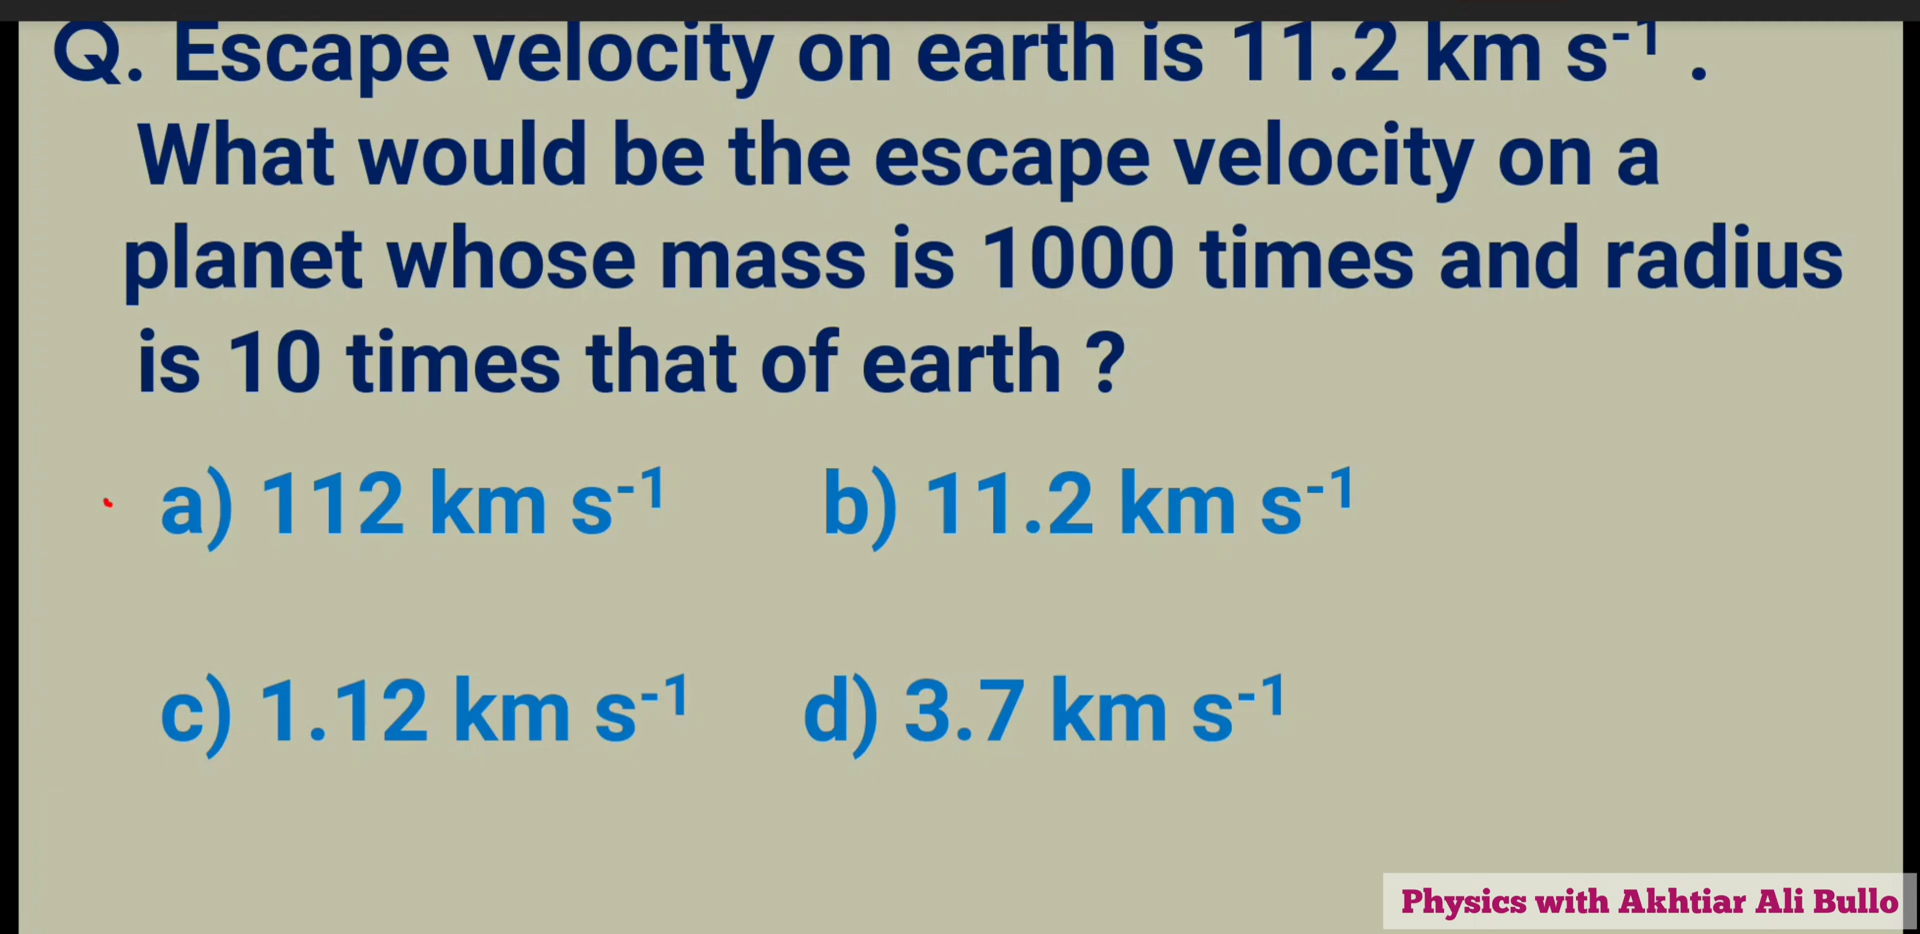 Q. Escape velocity on earth is 11.2 km s⁻¹ .
What would be the escape velocity on a
planet whose mass is 1000 times and radius
is 10 times that of earth ?
a) 112 km s⁻¹ b) 11.2 km s⁻¹
c) 1.12 km s⁻¹ d) 3.7 km s⁻¹
Physics with Akhtiar Ali Bullo